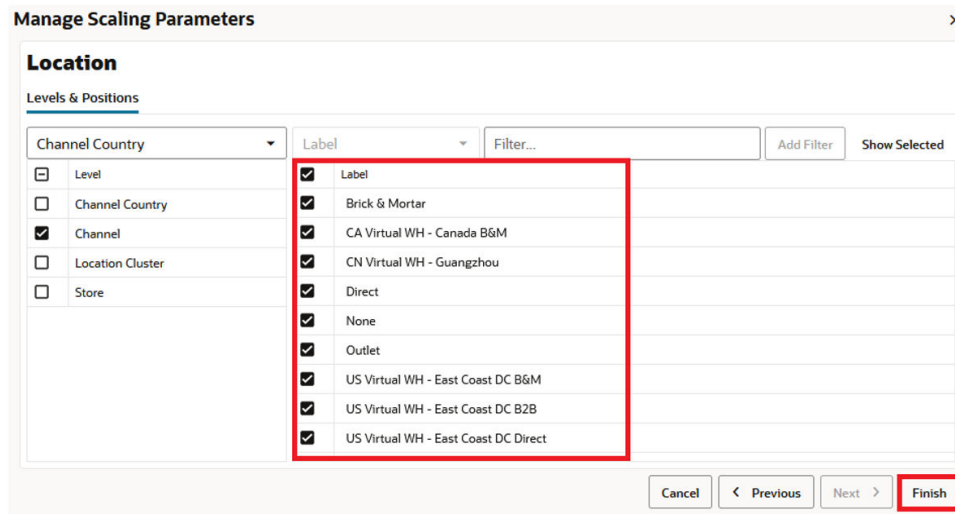 Manage Scaling Parameters
Location
Levels & Positions
Channel Country
Label
Filter...
Add Filter
Show Selected
Level
Label
Channel Country
Brick & Mortar
Channel
CA Virtual WH - Canada B&M
Location Cluster
CN Virtual WH - Guangzhou
Store
Direct
None
Outlet
US Virtual WH - East Coast DC B&M
US Virtual WH - East Coast DC B2B
US Virtual WH - East Coast DC Direct
Cancel
Previous
Next
Finish